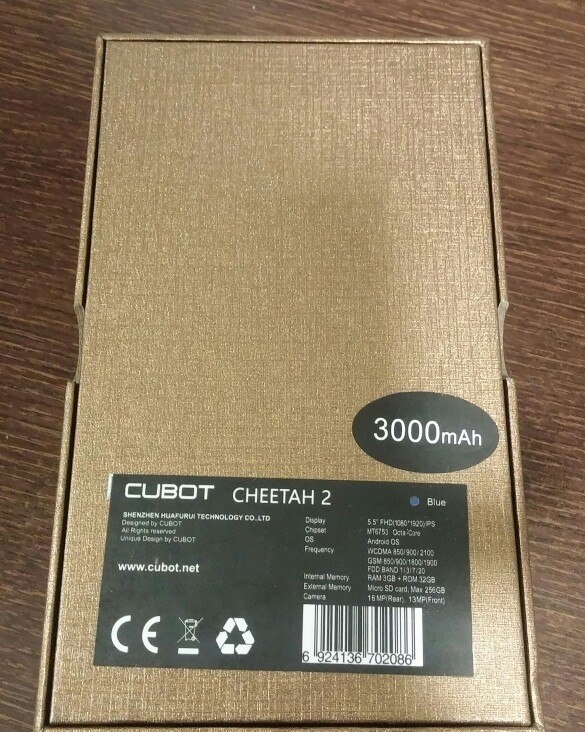 3000mAh
CUBOT CHEETAH 2
Blue
SHENZHEN HUAFURUI TECHNOLOGY CO.,LTD
Designed by CUBOT
All Rights reserved
Unique Design by CUBOT
www.cubot.net
Display 5.5" FHD(1080*1920)/IPS
Chipset MT6753 Octa-Core
OS Android OS
Frequency WCDMA 850/900/2100
GSM 850/900/1800/1900
FDD BAND 1/3/7/20
Internal Memory RAM 3GB + ROM 32GB
External Memory Micro SD card, Max 256GB
Camera 16 MP(Rear), 13MP(Front)
CE
6 924136 702086